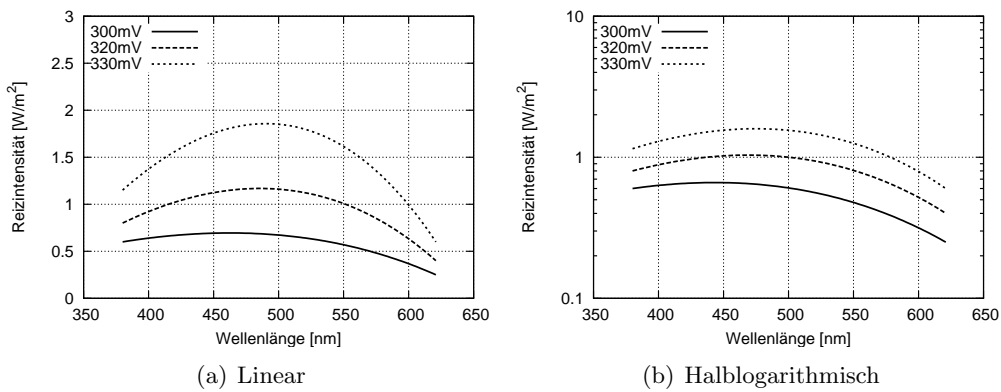 3
2.5
2
1.5
1
0.5
0
350 400 450 500 550 600 650
Reizintensität [W/m²]
Wellenlänge [nm]
300mV
320mV
330mV
(a) Linear
10
1
0.1
350 400 450 500 550 600 650
Reizintensität [W/m²]
Wellenlänge [nm]
300mV
320mV
330mV
(b) Halblogarithmisch